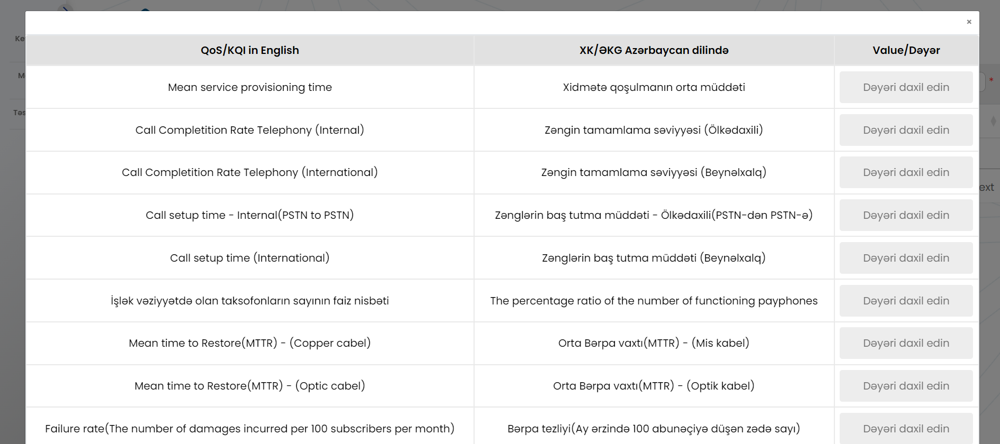 ×
QoS/KQI in English XK/ƏKG Azərbaycan dilində Value/Dəyər
Mean service provisioning time Xidmətə qoşulmanın orta müddəti Dəyəri daxil edin
Call Completition Rate Telephony (Internal) Zəngin tamamlama səviyyəsi (Ölkədaxili) Dəyəri daxil edin
Call Completition Rate Telephony (International) Zəngin tamamlama səviyyəsi (Beynəlxalq) Dəyəri daxil edin
Call setup time - Internal(PSTN to PSTN) Zənglərin baş tutma müddəti - Ölkədaxili(PSTN-dən PSTN-ə) Dəyəri daxil edin
Call setup time (International) Zənglərin baş tutma müddəti (Beynəlxalq) Dəyəri daxil edin
İşlək vəziyyətdə olan taksofonların sayının faiz nisbəti The percentage ratio of the number of functioning payphones Dəyəri daxil edin
Mean time to Restore(MTTR) - (Copper cabel) Orta Bərpa vaxtı(MTTR) - (Mis kabel) Dəyəri daxil edin
Mean time to Restore(MTTR) - (Optic cabel) Orta Bərpa vaxtı(MTTR) - (Optik kabel) Dəyəri daxil edin
Failure rate(The number of damages incurred per 100 subscribers per month) Bərpa tezliyi(Ay ərzində 100 abunəçiyə düşən zədə sayı) Dəyəri daxil edin